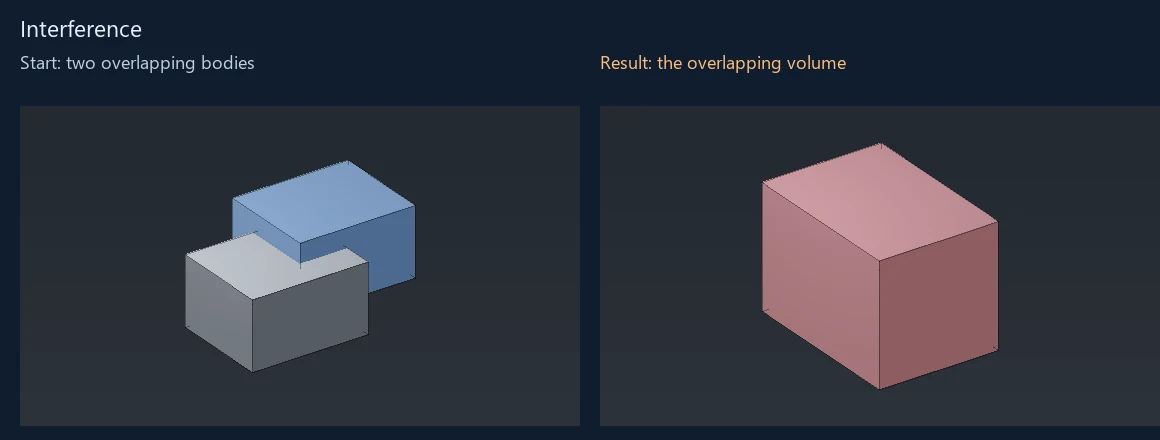 Interference
Start: two overlapping bodies
Result: the overlapping volume